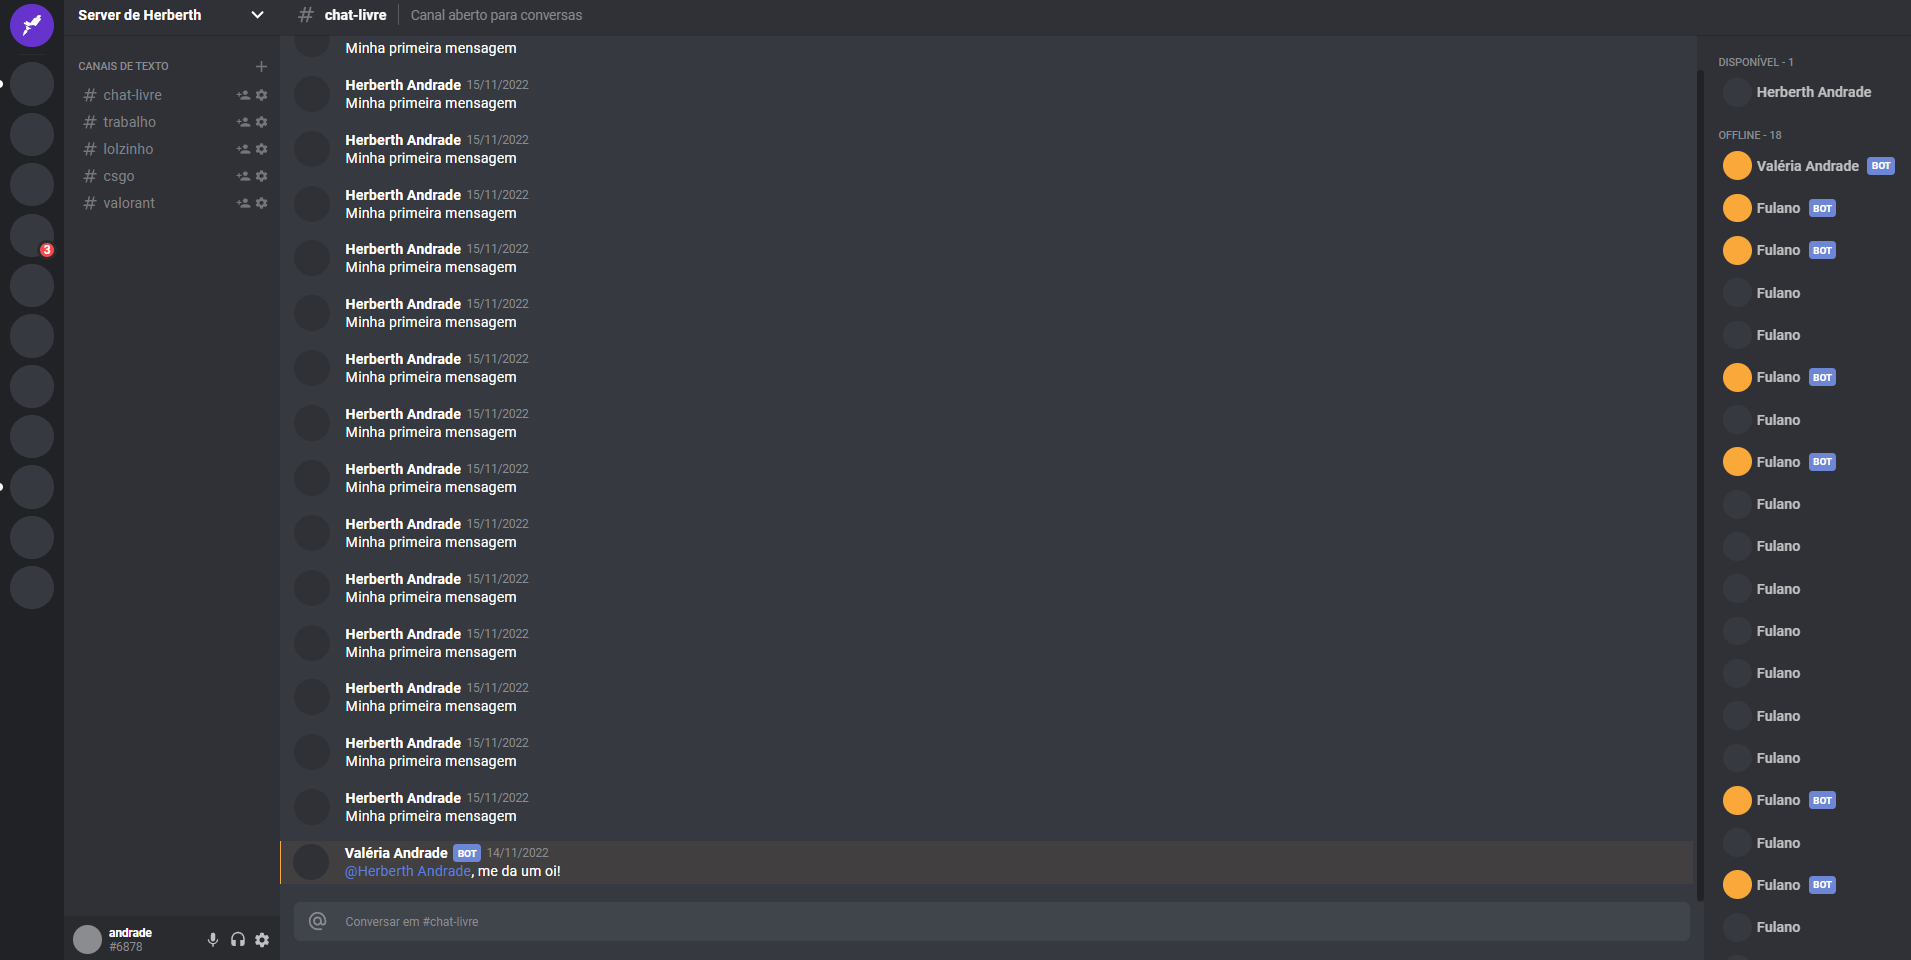 Server de Herberth
# chat-livre
Canal aberto para conversas
CANAIS DE TEXTO
# chat-livre
# trabalho
# lolzinho
# csgo
# valorant
3
Minha primeira mensagem
Herberth Andrade 15/11/2022
Minha primeira mensagem
Herberth Andrade 15/11/2022
Minha primeira mensagem
Herberth Andrade 15/11/2022
Minha primeira mensagem
Herberth Andrade 15/11/2022
Minha primeira mensagem
Herberth Andrade 15/11/2022
Minha primeira mensagem
Herberth Andrade 15/11/2022
Minha primeira mensagem
Herberth Andrade 15/11/2022
Minha primeira mensagem
Herberth Andrade 15/11/2022
Minha primeira mensagem
Herberth Andrade 15/11/2022
Minha primeira mensagem
Herberth Andrade 15/11/2022
Minha primeira mensagem
Herberth Andrade 15/11/2022
Minha primeira mensagem
Herberth Andrade 15/11/2022
Minha primeira mensagem
Herberth Andrade 15/11/2022
Minha primeira mensagem
Herberth Andrade 15/11/2022
Minha primeira mensagem
Valéria Andrade BOT 14/11/2022
@Herberth Andrade, me da um oi!
@ Conversar em #chat-livre
andrade
#6878
DISPONÍVEL - 1
Herberth Andrade
OFFLINE - 18
Valéria Andrade BOT
Fulano BOT
Fulano BOT
Fulano
Fulano
Fulano BOT
Fulano
Fulano BOT
Fulano
Fulano
Fulano
Fulano
Fulano
Fulano
Fulano
Fulano BOT
Fulano
Fulano BOT
Fulano